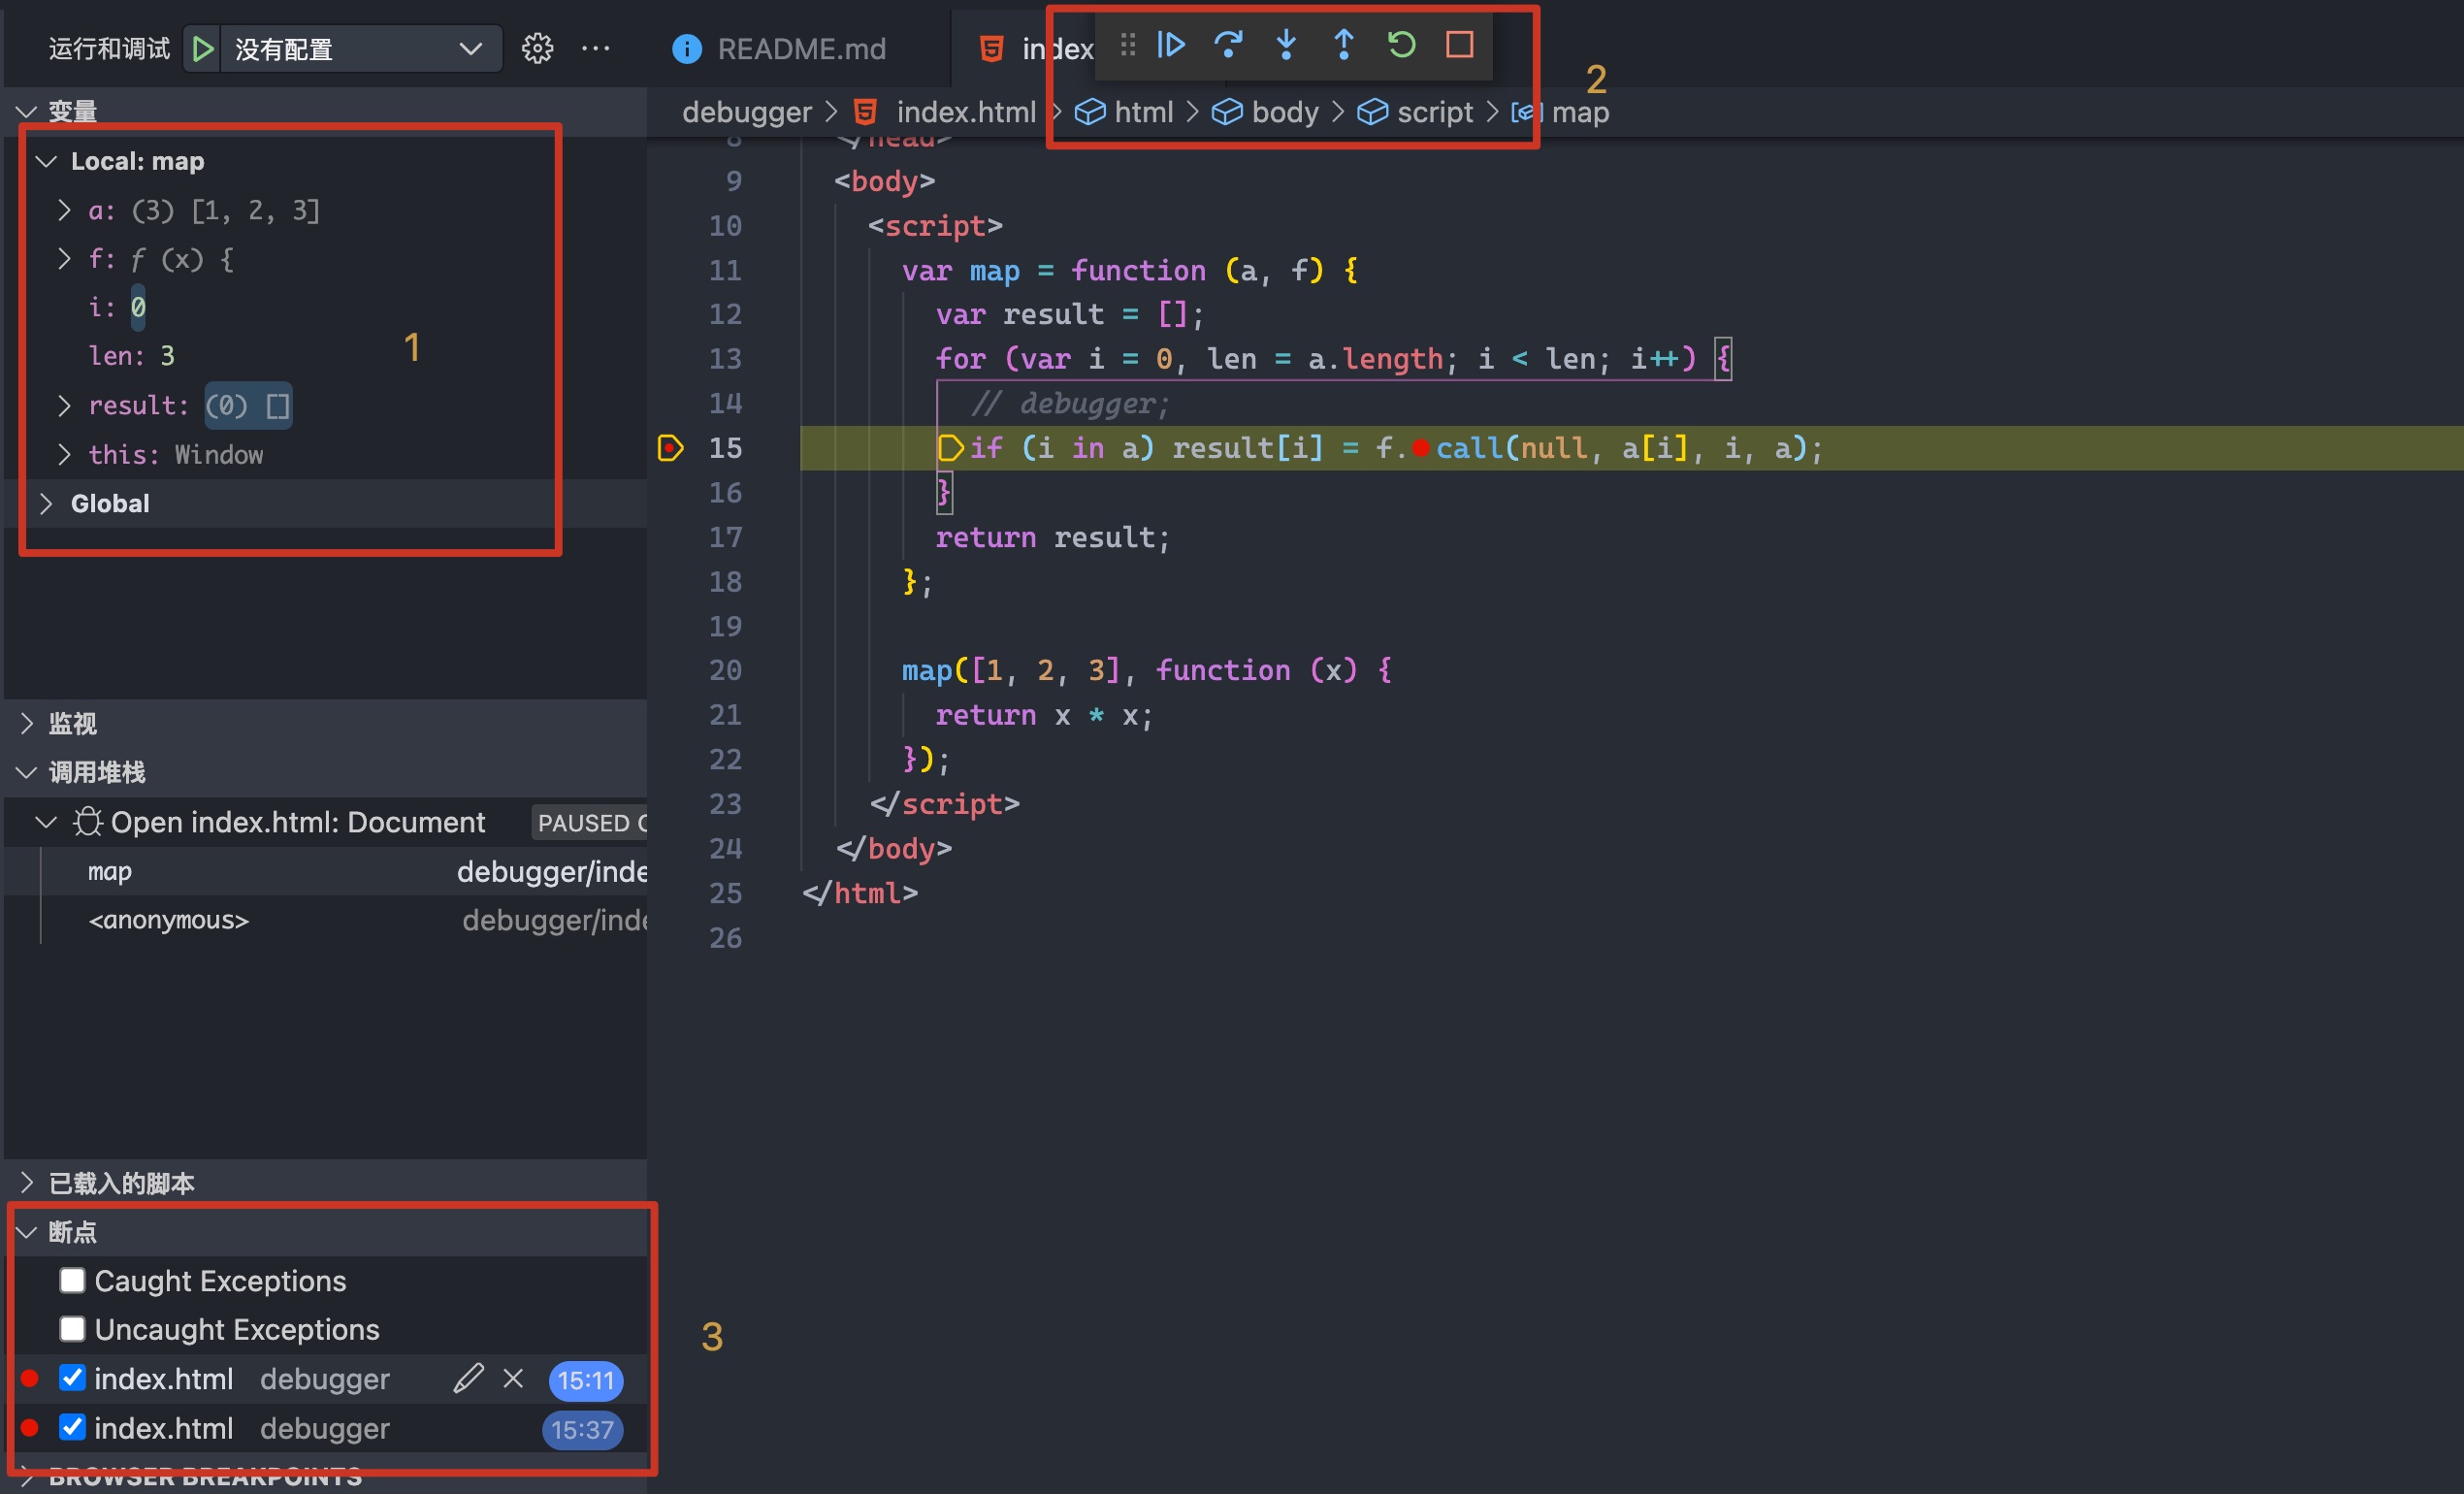 运行和调试 没有配置
README.md index
变量
debugger > index.html > html > body > script > map
2
Local: map
a: (3) [1, 2, 3]
f: f (x) {
i: 0
len: 3
result: (0) []
this: Window
Global
1
8 </head>
9 <body>
10 <script>
11 var map = function (a, f) {
12 var result = [];
13 for (var i = 0, len = a.length; i < len; i++) {
14 // debugger;
15 if (i in a) result[i] = f.call(null, a[i], i, a);
16 }
17 return result;
18 };
19
20 map([1, 2, 3], function (x) {
21 return x * x;
22 });
23 </script>
24 </body>
25 </html>
26
监视
调用堆栈
Open index.html: Document PAUSED
map debugger/inde
<anonymous> debugger/inde
已载入的脚本
断点
Caught Exceptions
Uncaught Exceptions
index.html debugger 15:11
index.html debugger 15:37
BROWSER BREAKPOINTS
3